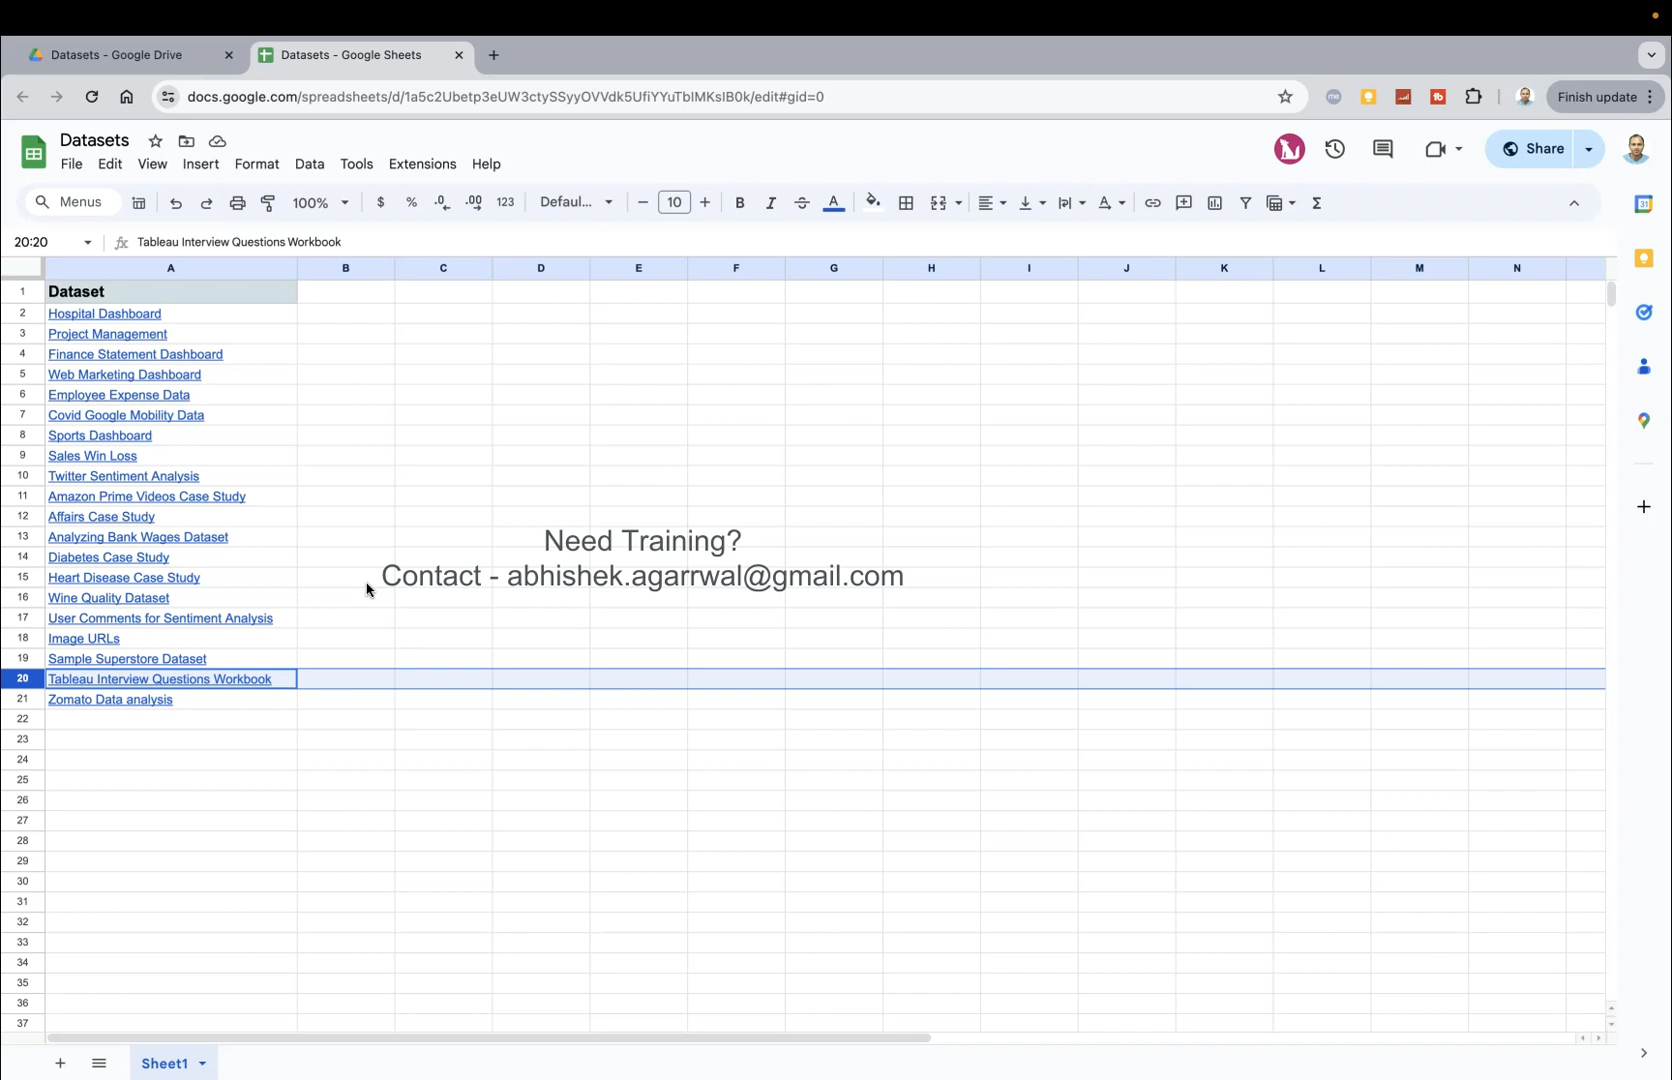 Datasets - Google Drive
Datasets - Google Sheets
docs.google.com/spreadsheets/d/1a5c2Ubetp3eUW3ctySSyyOVVdk5UfiYYuTblMKsIB0k/edit#gid=0
Finish update
Datasets
File Edit View Insert Format Data Tools Extensions Help
Share
Menus 100% $ % .0 .00 123 Defaul... 10 B I A
20:20 fx Tableau Interview Questions Workbook
A B C D E F G H I J K L M N
1 Dataset
2 Hospital Dashboard
3 Project Management
4 Finance Statement Dashboard
5 Web Marketing Dashboard
6 Employee Expense Data
7 Covid Google Mobility Data
8 Sports Dashboard
9 Sales Win Loss
10 Twitter Sentiment Analysis
11 Amazon Prime Videos Case Study
12 Affairs Case Study
13 Analyzing Bank Wages Dataset
Need Training?
14 Diabetes Case Study
15 Heart Disease Case Study
Contact - abhishek.agarrwal@gmail.com
16 Wine Quality Dataset
17 User Comments for Sentiment Analysis
18 Image URLs
19 Sample Superstore Dataset
20 Tableau Interview Questions Workbook
21 Zomato Data analysis
22
23
24
25
26
27
28
29
30
31
32
33
34
35
36
37
Sheet1